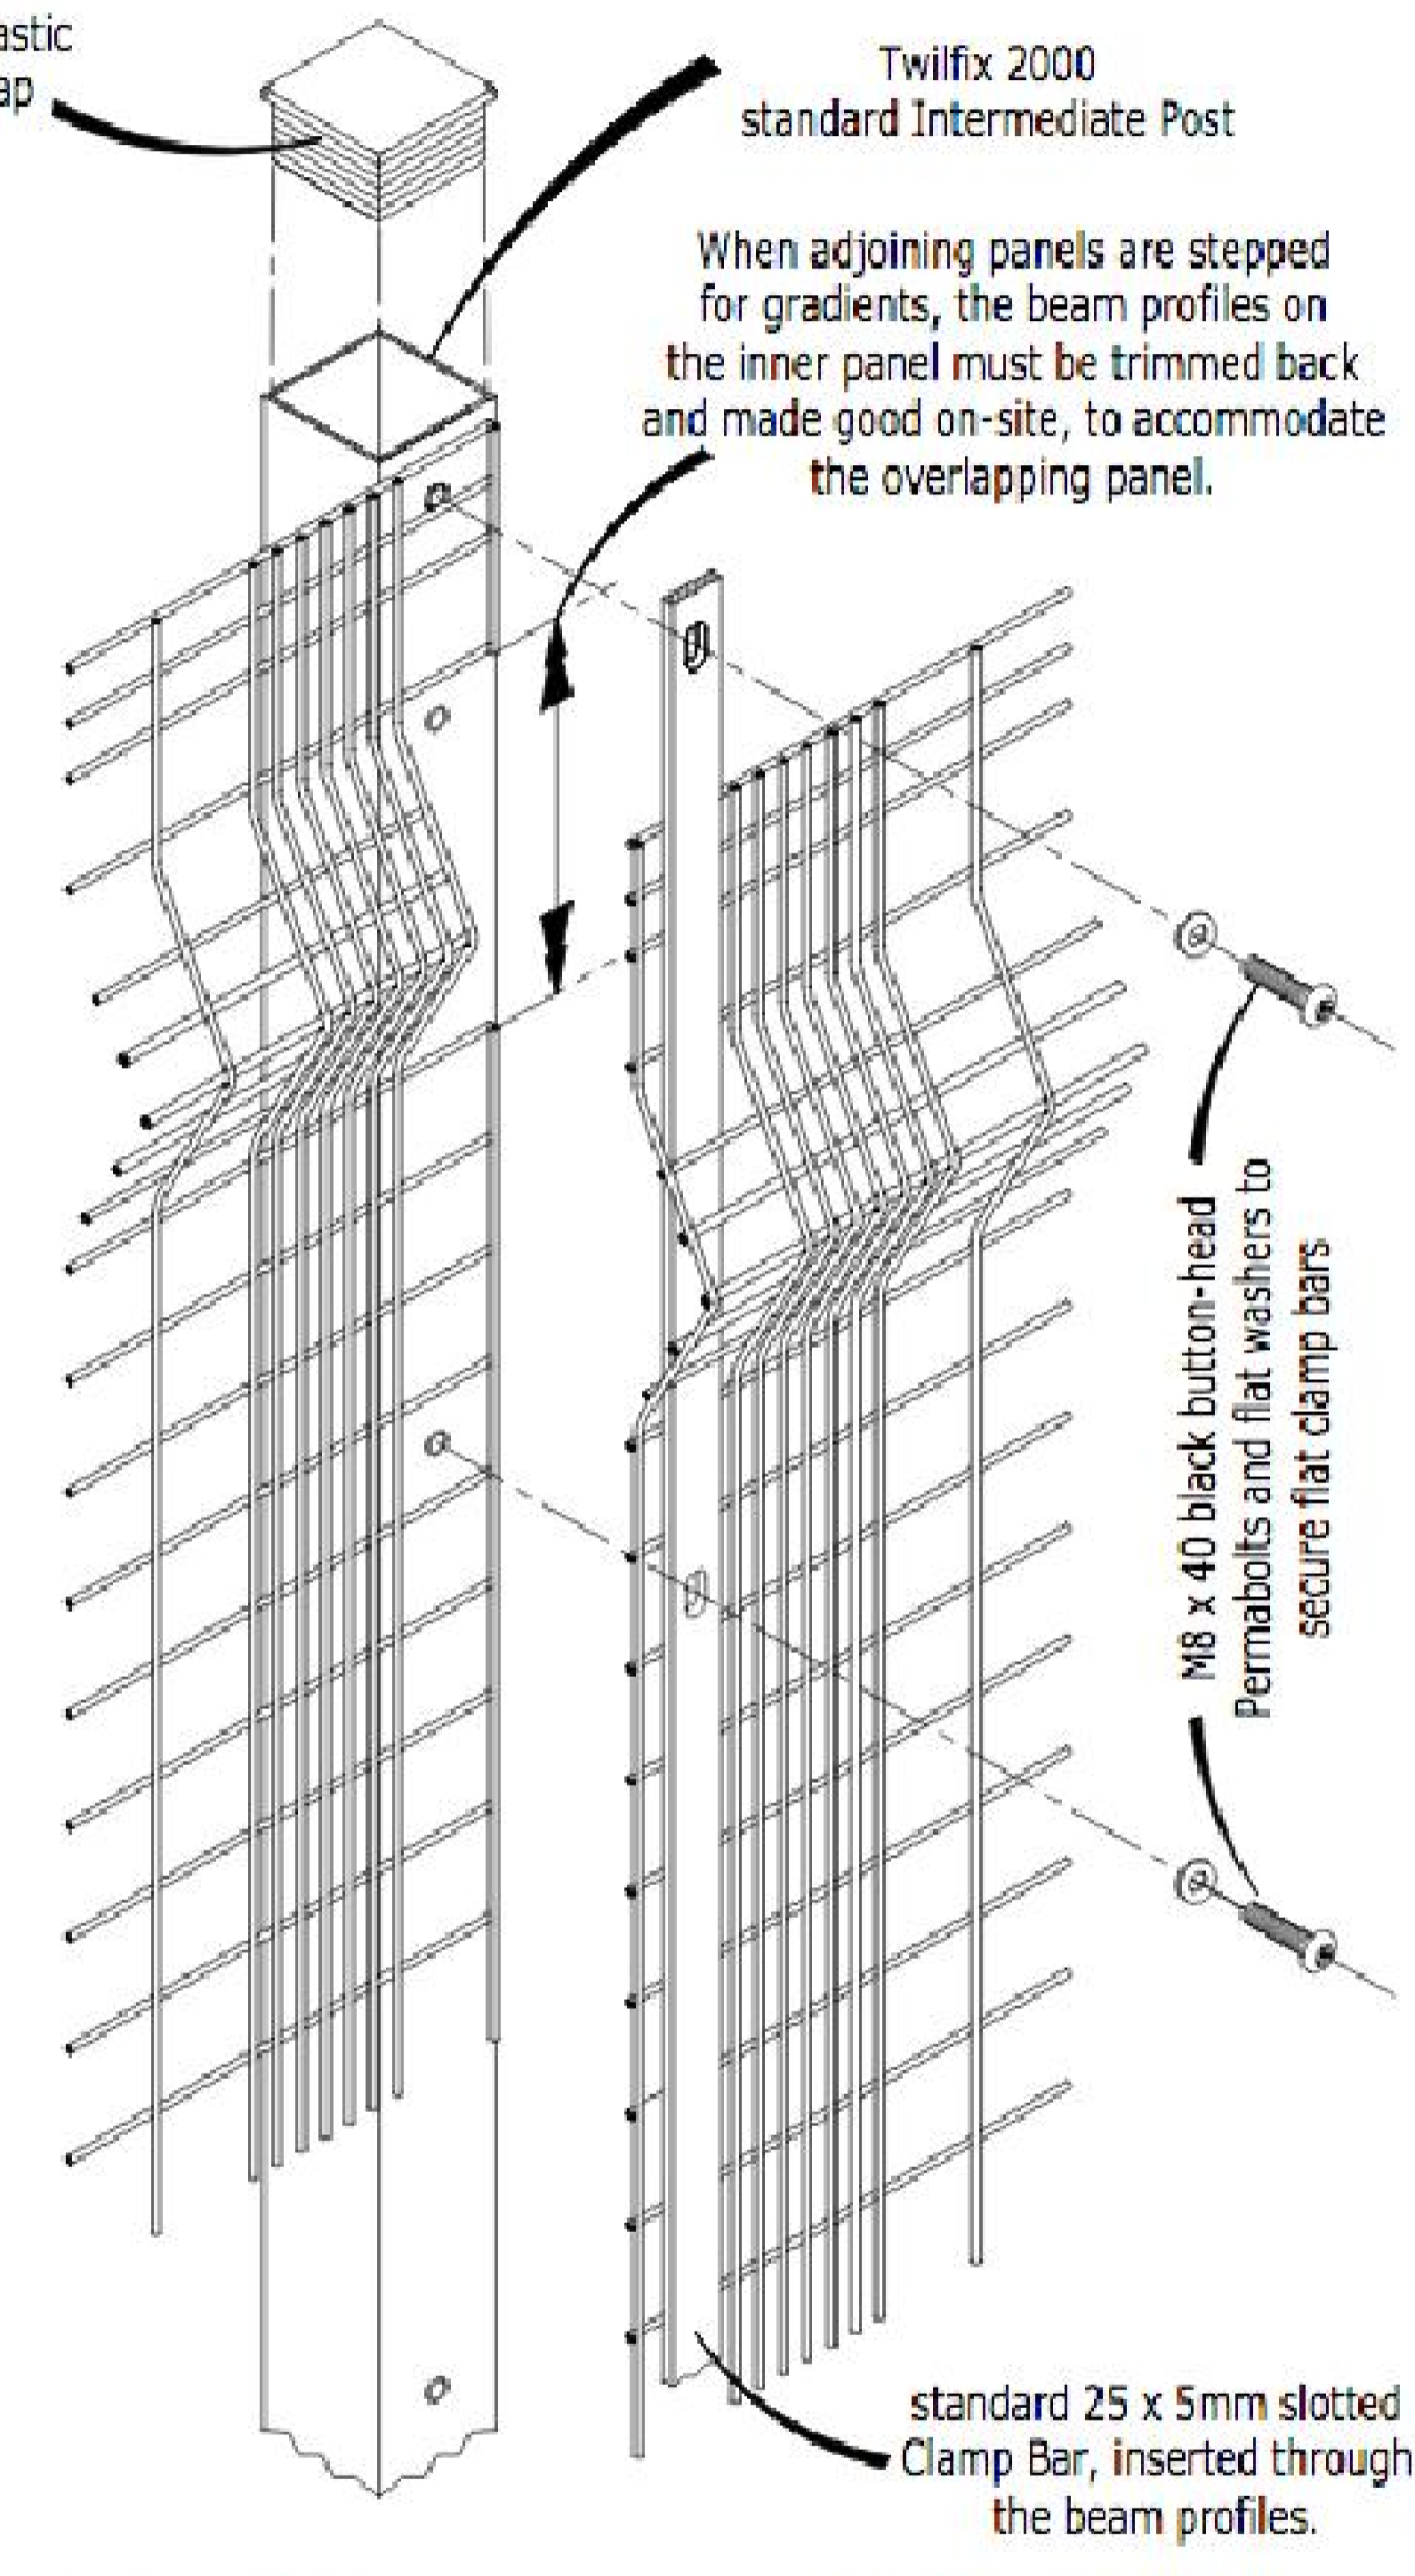 astic
ap
Twilfix 2000
standard Intermediate Post
When adjoining panels are stepped
for gradients, the beam profiles on
the inner panel must be trimmed back
and made good on-site, to accommodate
the overlapping panel.
M8 x 40 black button-head
Permabolts and flat washers to
secure flat clamp bars
standard 25 x 5mm slotted
Clamp Bar, inserted through
the beam profiles.